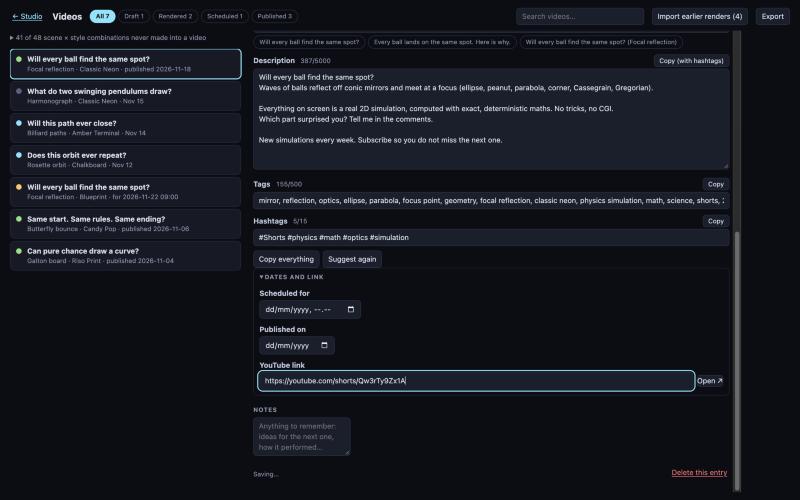 ← Studio
Videos
All 7
Draft 1
Rendered 2
Scheduled 1
Published 3
Search videos...
Import earlier renders (4)
Export
▶ 41 of 48 scene × style combinations never made into a video
Will every ball find the same spot?
Focal reflection · Classic Neon · published 2026-11-18
What do two swinging pendulums draw?
Harmonograph · Classic Neon · Nov 15
Will this path ever close?
Billiard paths · Amber Terminal · Nov 14
Does this orbit ever repeat?
Rosette orbit · Chalkboard · Nov 12
Will every ball find the same spot?
Focal reflection · Blueprint · for 2026-11-22 09:00
Same start. Same rules. Same ending?
Butterfly bounce · Candy Pop · published 2026-11-06
Can pure chance draw a curve?
Galton board · Riso Print · published 2026-11-04
Will every ball find the same spot?
Every ball lands on the same spot. Here is why.
Will every ball find the same spot? (Focal reflection)
Description 387/5000
Copy (with hashtags)
Will every ball find the same spot?
Waves of balls reflect off conic mirrors and meet at a focus (ellipse, peanut, parabola, corner, Cassegrain, Gregorian).
Everything on screen is a real 2D simulation, computed with exact, deterministic maths. No tricks, no CGI.
Which part surprised you? Tell me in the comments.
New simulations every week. Subscribe so you do not miss the next one.
Tags 155/500
Copy
mirror, reflection, optics, ellipse, parabola, focus point, geometry, focal reflection, classic neon, physics simulation, math, science, shorts,
Hashtags 5/15
Copy
#Shorts #physics #math #optics #simulation
Copy everything
Suggest again
▼DATES AND LINK
Scheduled for
dd/mm/yyyy, --.--
Published on
dd/mm/yyyy
YouTube link
https://youtube.com/shorts/Qw3rTy9Zx1A
Open ↗
NOTES
Anything to remember:
ideas for the next one,
how it performed...
Saving...
Delete this entry